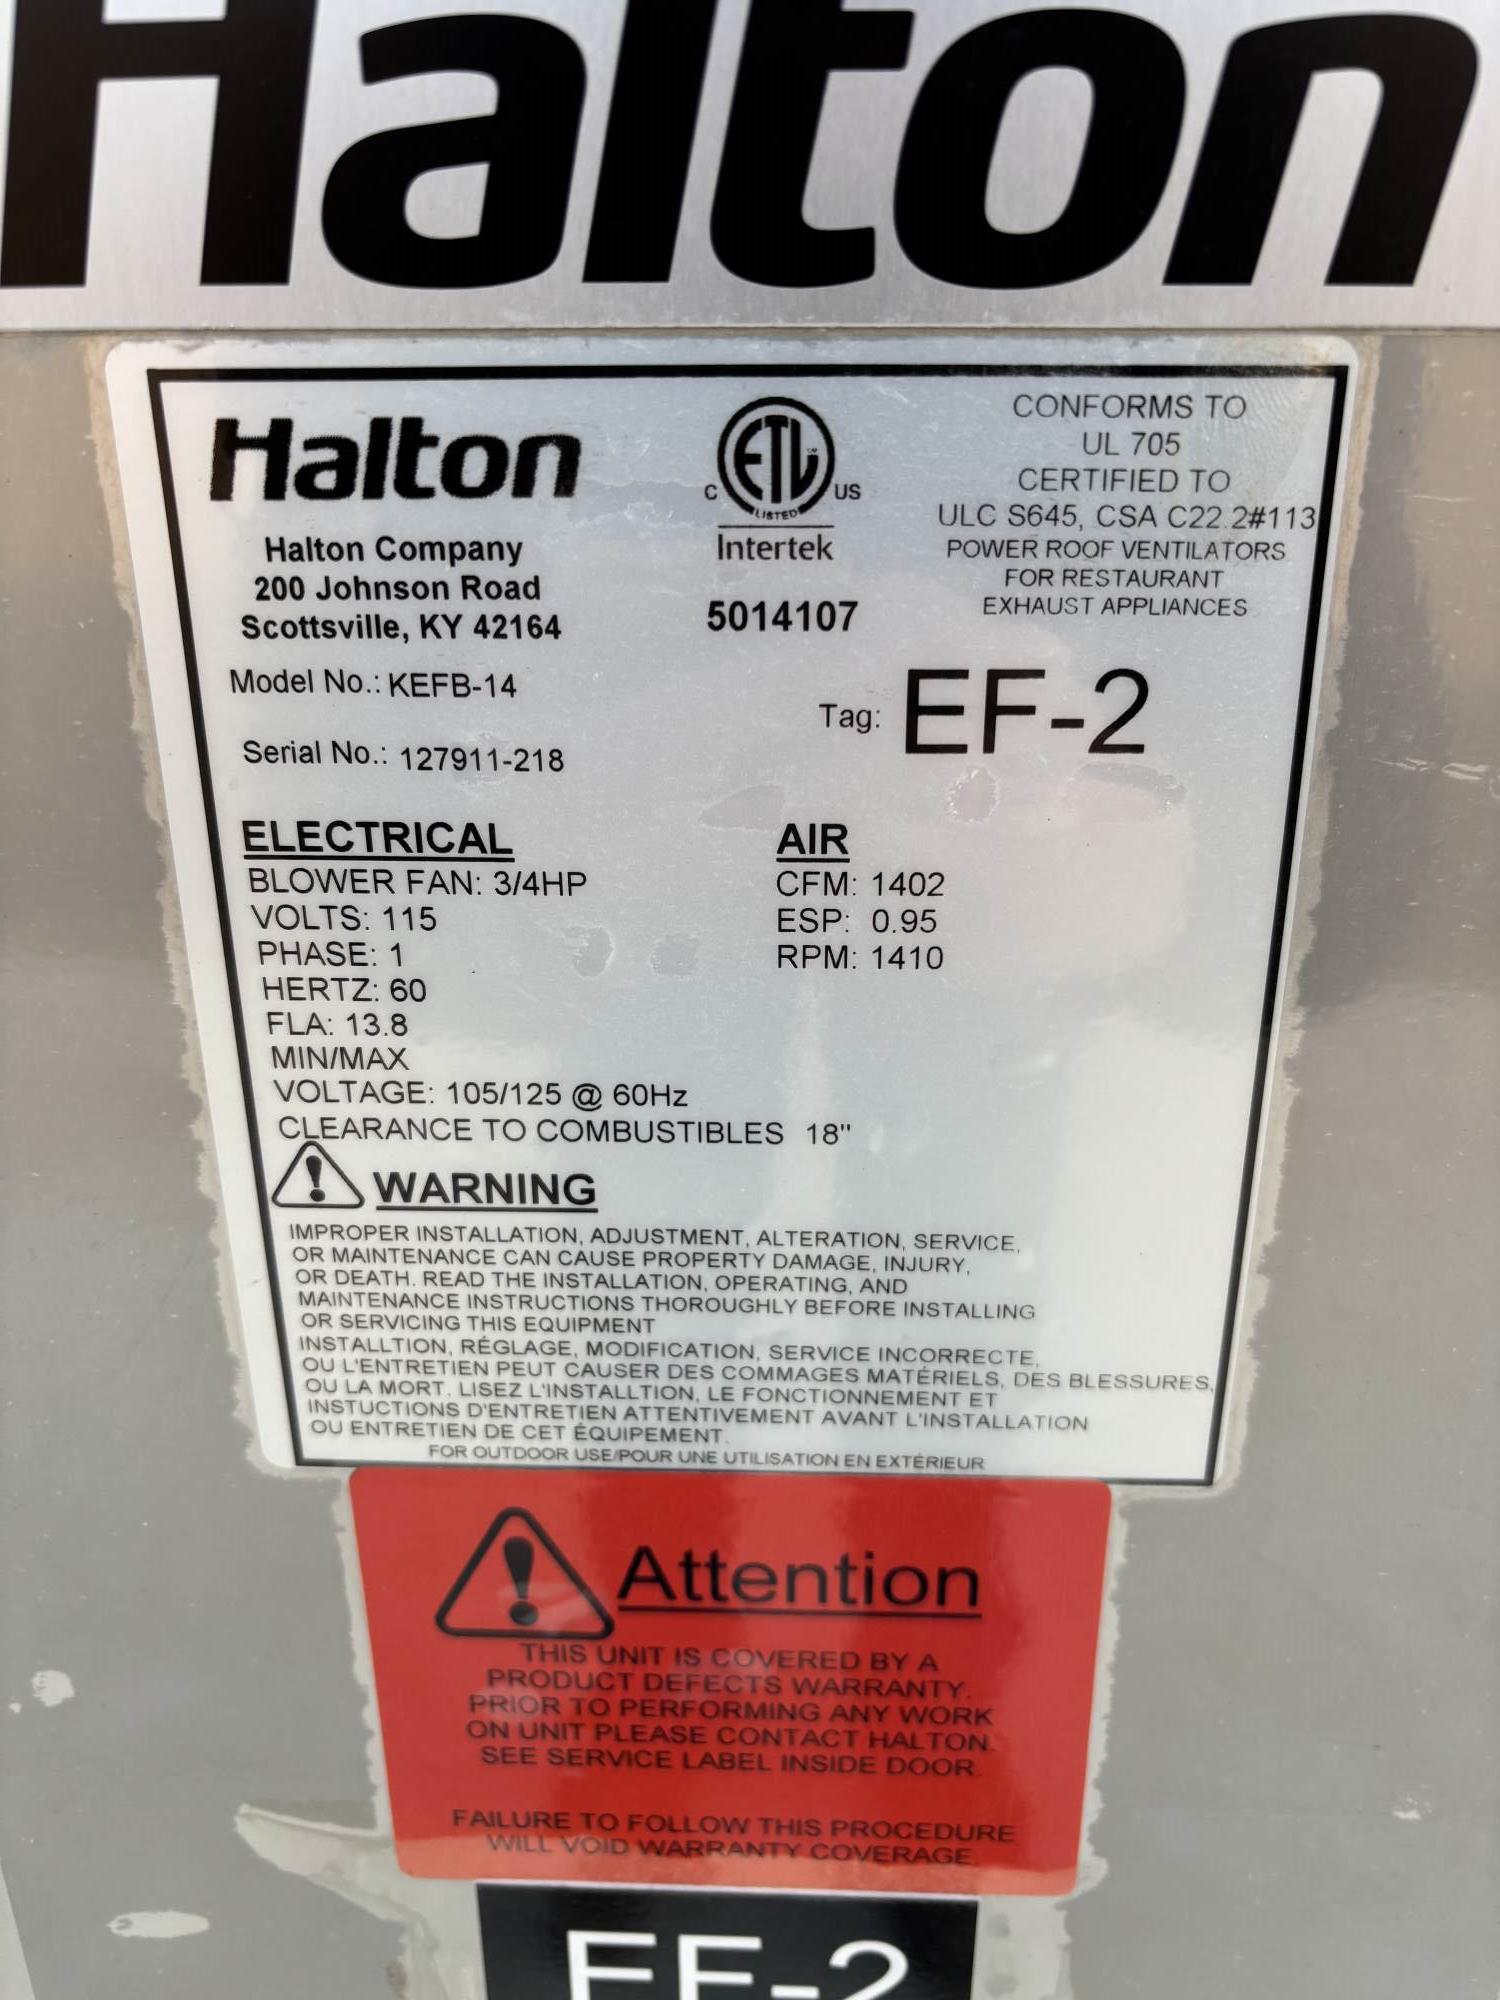 Halton
Halton
Halton Company
200 Johnson Road
Scottsville, KY 42164
C ETL US
LISTED
Intertek
5014107
CONFORMS TO
UL 705
CERTIFIED TO
ULC S645, CSA C22.2#113
POWER ROOF VENTILATORS
FOR RESTAURANT
EXHAUST APPLIANCES
Model No.: KEFB-14
Tag: EF-2
Serial No.: 127911-218
ELECTRICAL
BLOWER FAN: 3/4HP
VOLTS: 115
PHASE: 1
HERTZ: 60
FLA: 13.8
MIN/MAX
VOLTAGE: 105/125 @ 60Hz
CLEARANCE TO COMBUSTIBLES 18"
AIR
CFM: 1402
ESP: 0.95
RPM: 1410
WARNING
IMPROPER INSTALLATION, ADJUSTMENT, ALTERATION, SERVICE,
OR MAINTENANCE CAN CAUSE PROPERTY DAMAGE, INJURY,
OR DEATH. READ THE INSTALLATION, OPERATING, AND
MAINTENANCE INSTRUCTIONS THOROUGHLY BEFORE INSTALLING
OR SERVICING THIS EQUIPMENT
INSTALLTION, RÉGLAGE, MODIFICATION, SERVICE INCORRECTE,
OU L'ENTRETIEN PEUT CAUSER DES COMMAGES MATÉRIELS, DES BLESSURES,
OU LA MORT. LISEZ L'INSTALLTION, LE FONCTIONNEMENT ET
INSTUCTIONS D'ENTRETIEN ATTENTIVEMENT AVANT L'INSTALLATION
OU ENTRETIEN DE CET ÉQUIPEMENT.
FOR OUTDOOR USE/POUR UNE UTILISATION EN EXTÉRIEUR
Attention
THIS UNIT IS COVERED BY A
PRODUCT DEFECTS WARRANTY.
PRIOR TO PERFORMING ANY WORK
ON UNIT PLEASE CONTACT HALTON.
SEE SERVICE LABEL INSIDE DOOR.
FAILURE TO FOLLOW THIS PROCEDURE
WILL VOID WARRANTY COVERAGE.
EF-2